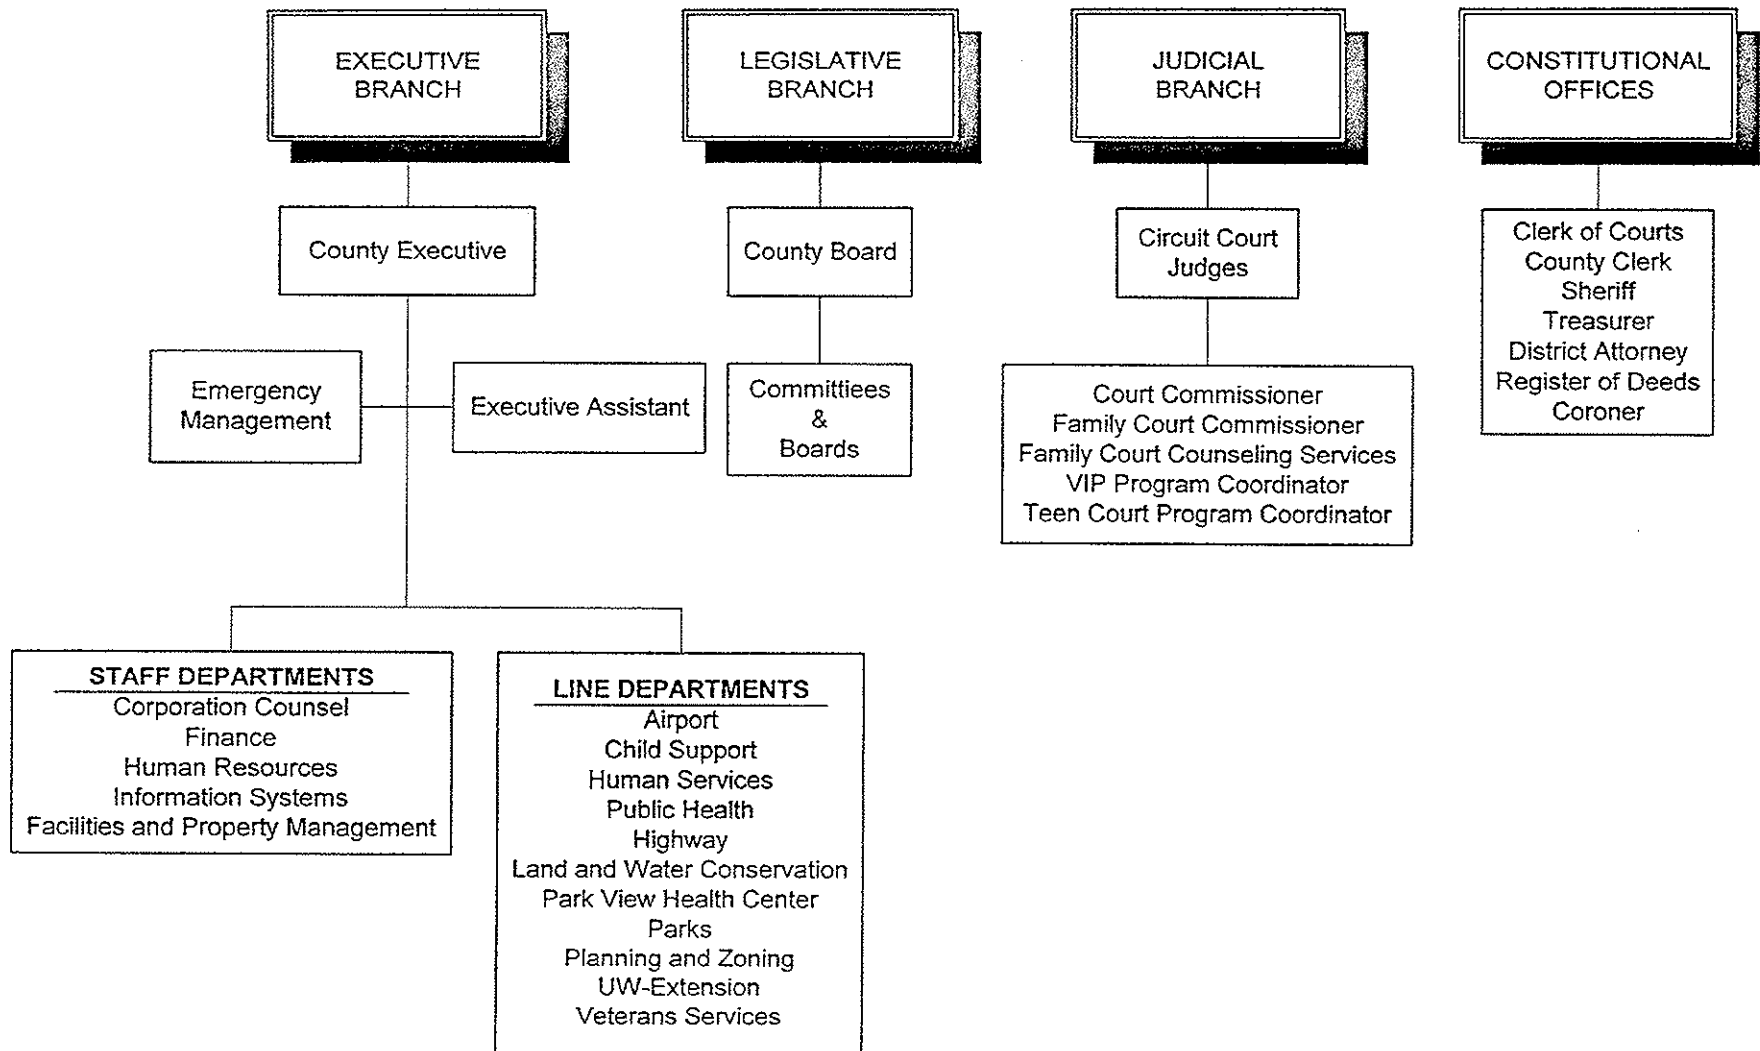 EXECUTIVE
BRANCH
County Executive
Emergency
Management
Executive Assistant
STAFF DEPARTMENTS
Corporation Counsel
Finance
Human Resources
Information Systems
Facilities and Property Management
LINE DEPARTMENTS
Airport
Child Support
Human Services
Public Health
Highway
Land and Water Conservation
Park View Health Center
Parks
Planning and Zoning
UW-Extension
Veterans Services
LEGISLATIVE
BRANCH
County Board
Committiees
&
Boards
JUDICIAL
BRANCH
Circuit Court
Judges
Court Commissioner
Family Court Commissioner
Family Court Counseling Services
VIP Program Coordinator
Teen Court Program Coordinator
CONSTITUTIONAL
OFFICES
Clerk of Courts
County Clerk
Sheriff
Treasurer
District Attorney
Register of Deeds
Coroner